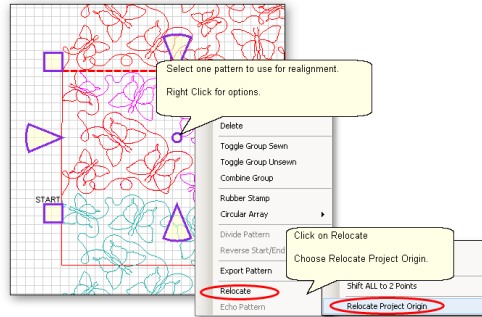 Select one pattern to use for realignment.
Right Click for options.
Delete
Toggle Group Sewn
Toggle Group Unsewn
Combine Group
START
Rubber Stamp
Circular Array
Divide Pattern
Reverse Start/End
Click on Relocate
Choose Relocate Project Origin.
Export Pattern
Relocate
Shift ALL to 2 Points
Echo Pattern
Relocate Project Origin